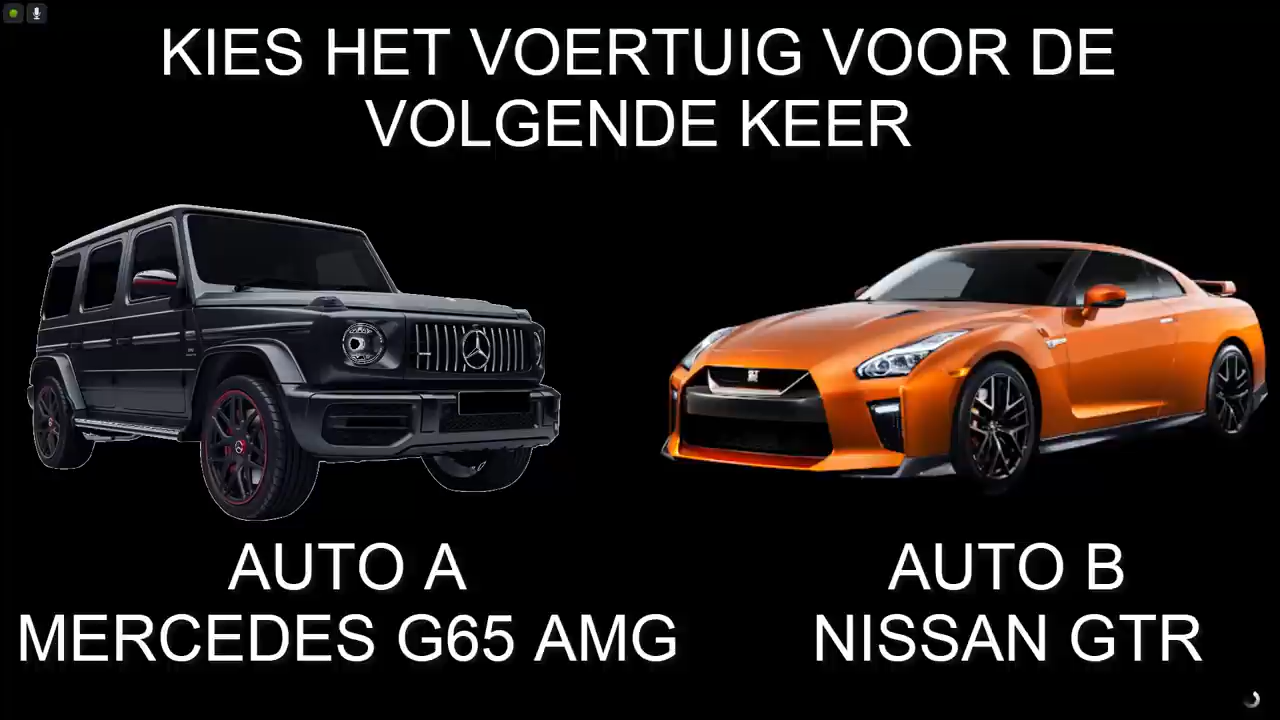 KIES HET VOERTUIG VOOR DE
VOLGENDE KEER
AUTO A
MERCEDES G65 AMG
AUTO B
NISSAN GTR